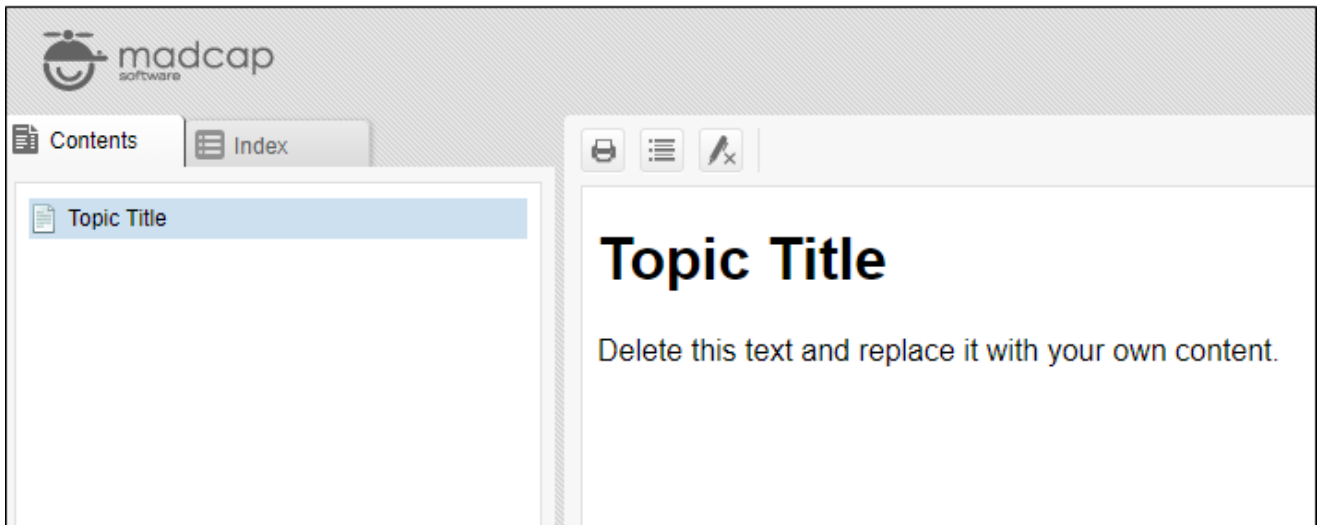 madcap
software
Contents
Index
Topic Title
Topic Title
Delete this text and replace it with your own content.